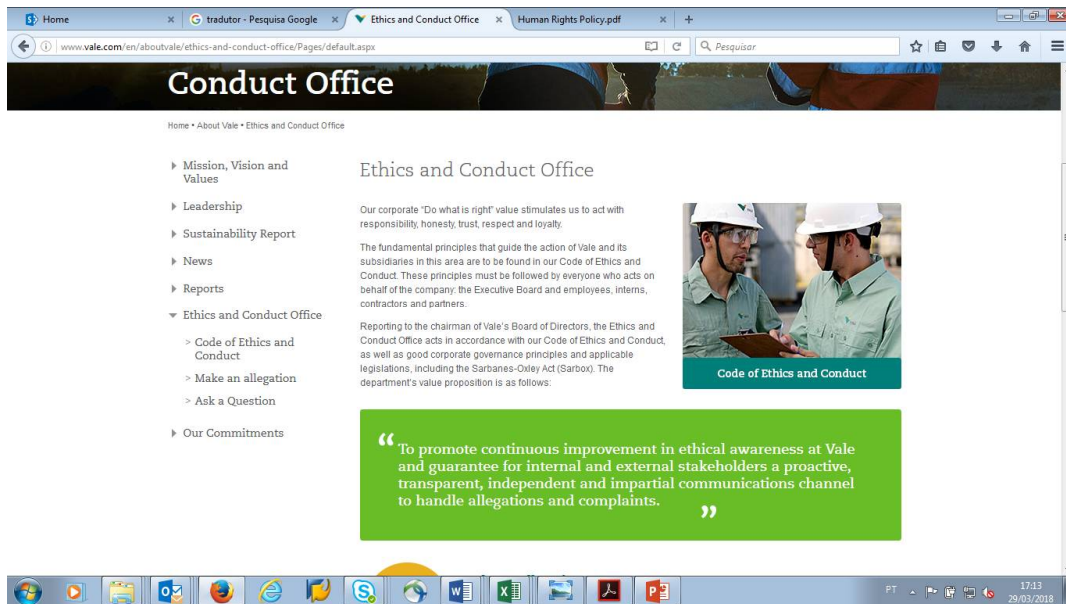 Home
tradutor - Pesquisa Google
Ethics and Conduct Office
Human Rights Policy.pdf
www.vale.com/en/aboutvale/ethics-and-conduct-office/Pages/default.aspx
Pesquisar
Conduct Office
Home • About Vale • Ethics and Conduct Office
Mission, Vision and
Values
Leadership
Sustainability Report
News
Reports
Ethics and Conduct Office
> Code of Ethics and
Conduct
> Make an allegation
> Ask a Question
Our Commitments
Ethics and Conduct Office
Our corporate "Do what is right" value stimulates us to act with
responsibility, honesty, trust, respect and loyalty.
The fundamental principles that guide the action of Vale and its
subsidiaries in this area are to be found in our Code of Ethics and
Conduct. These principles must be followed by everyone who acts on
behalf of the company: the Executive Board and employees, interns,
contractors and partners.
Reporting to the chairman of Vale's Board of Directors, the Ethics and
Conduct Office acts in accordance with our Code of Ethics and Conduct,
as well as good corporate governance principles and applicable
legislations, including the Sarbanes-Oxley Act (Sarbox). The
department's value proposition is as follows:
Code of Ethics and Conduct
“ To promote continuous improvement in ethical awareness at Vale
and guarantee for internal and external stakeholders a proactive,
transparent, independent and impartial communications channel
to handle allegations and complaints. ”
PT
17:13
29/03/2018